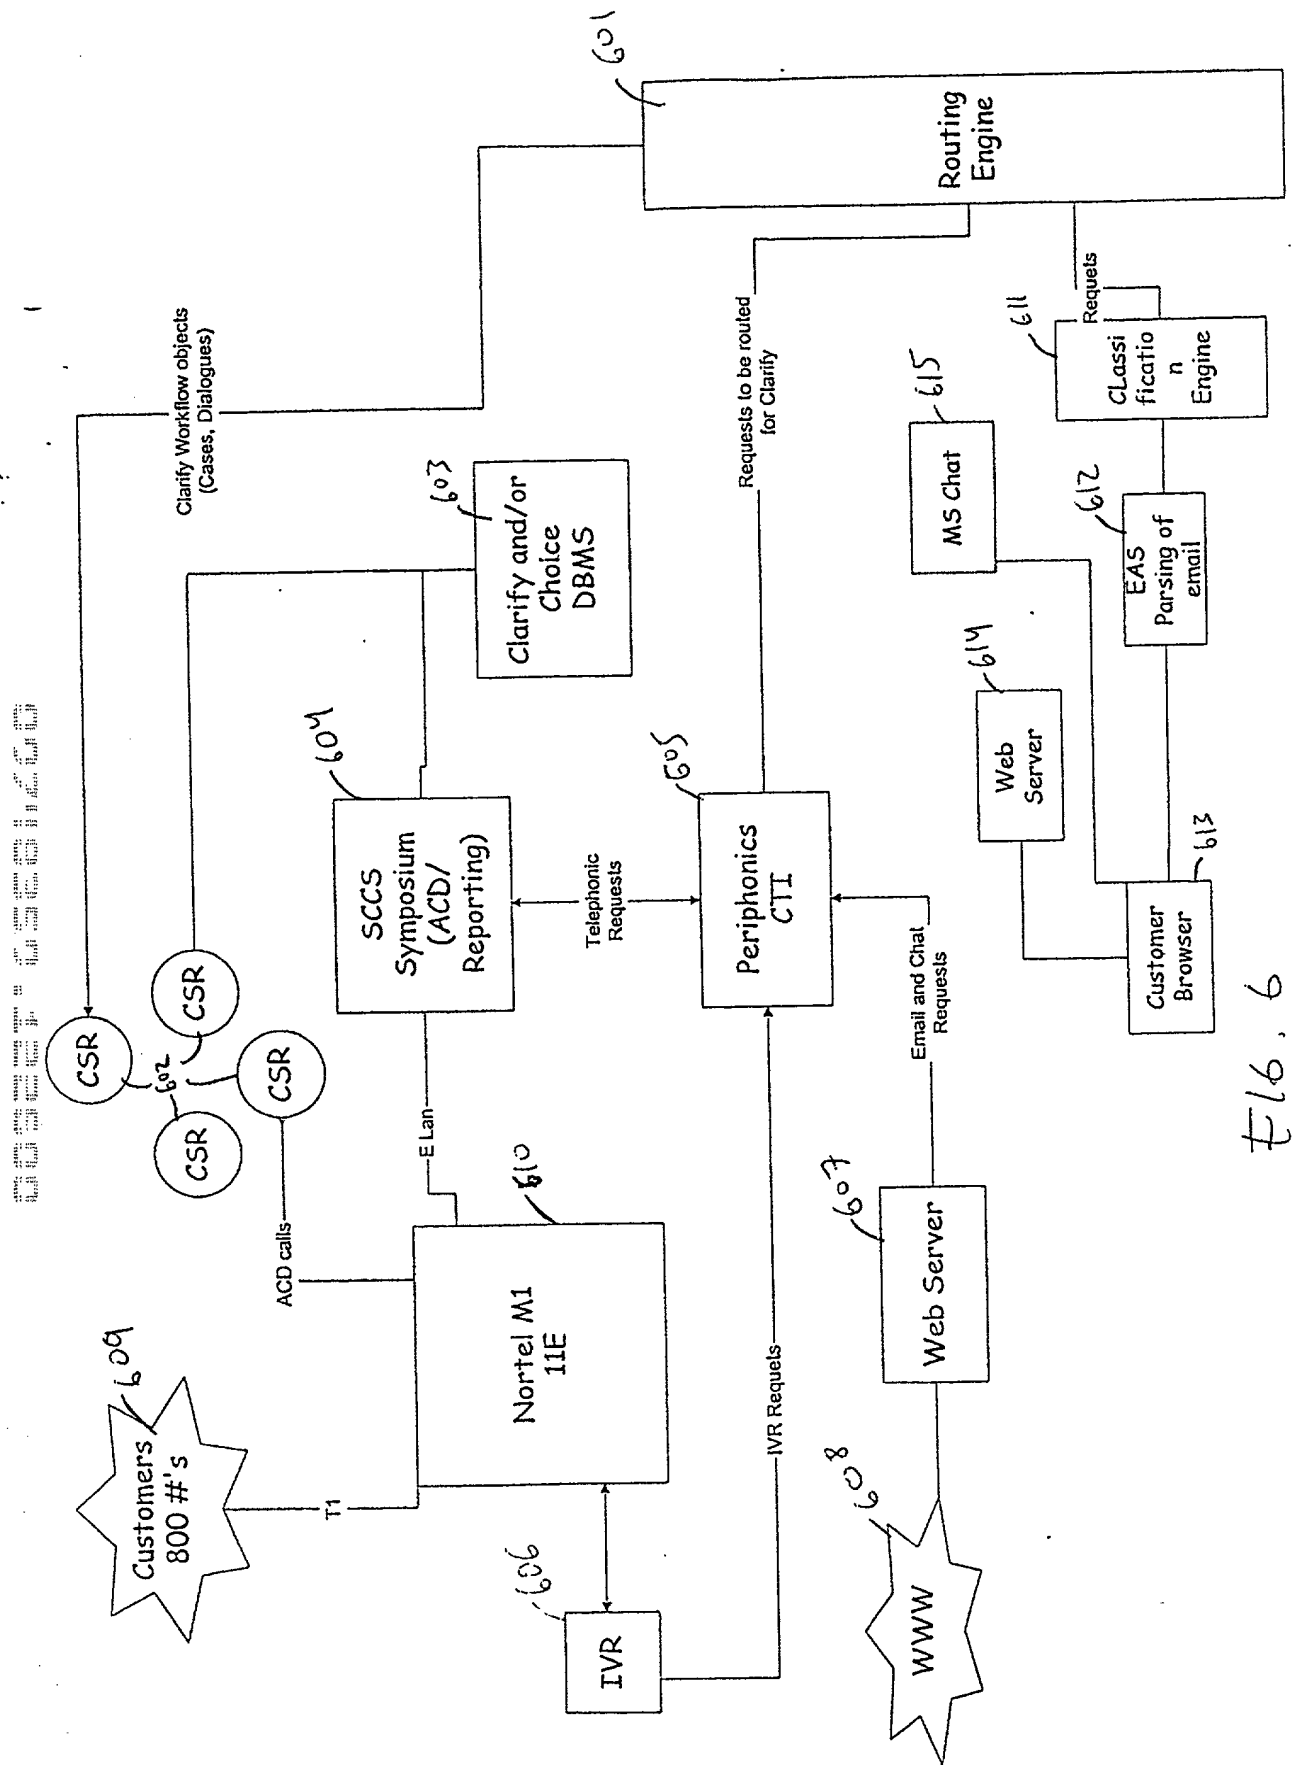 Customers
800 #'s
609
T1
ACD calls
CSR
CSR
CSR
CSR
602
Clarify Workflow objects
(Cases, Dialogues)
601
Routing
Engine
Nortel M1
11E
610
E Lan
SCCS
Symposium
(ACD/
Reporting)
604
Clarify and/or
Choice
DBMS
603
IVR
606
IVR Requets
Telephonic
Requests
Periphonics
CTI
605
Requests to be routed
for Clarify
WWW
608
Web Server
607
Email and Chat
Requests
Web
Server
614
MS Chat
615
Customer
Browser
613
EAS
Parsing of
email
612
CLassi
ficatio
n
Engine
611
Requets
FIG. 6